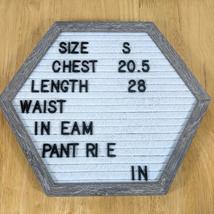 SIZE S
CHEST 20.5
LENGTH 28
WAIST
IN EAM
PANT RI E
IN